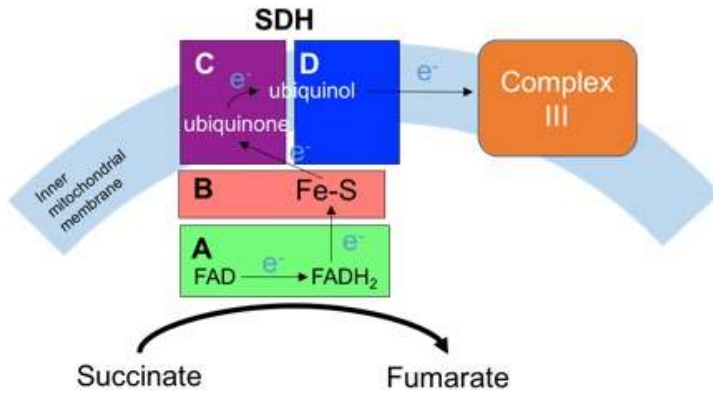 SDH
C
D
e⁻
e⁻
ubiquinol
ubiquinone
e⁻
Complex
III
B
Fe-S
A
e⁻
e⁻
FAD
FADH₂
Inner
mitochondrial
membrane
Succinate
Fumarate